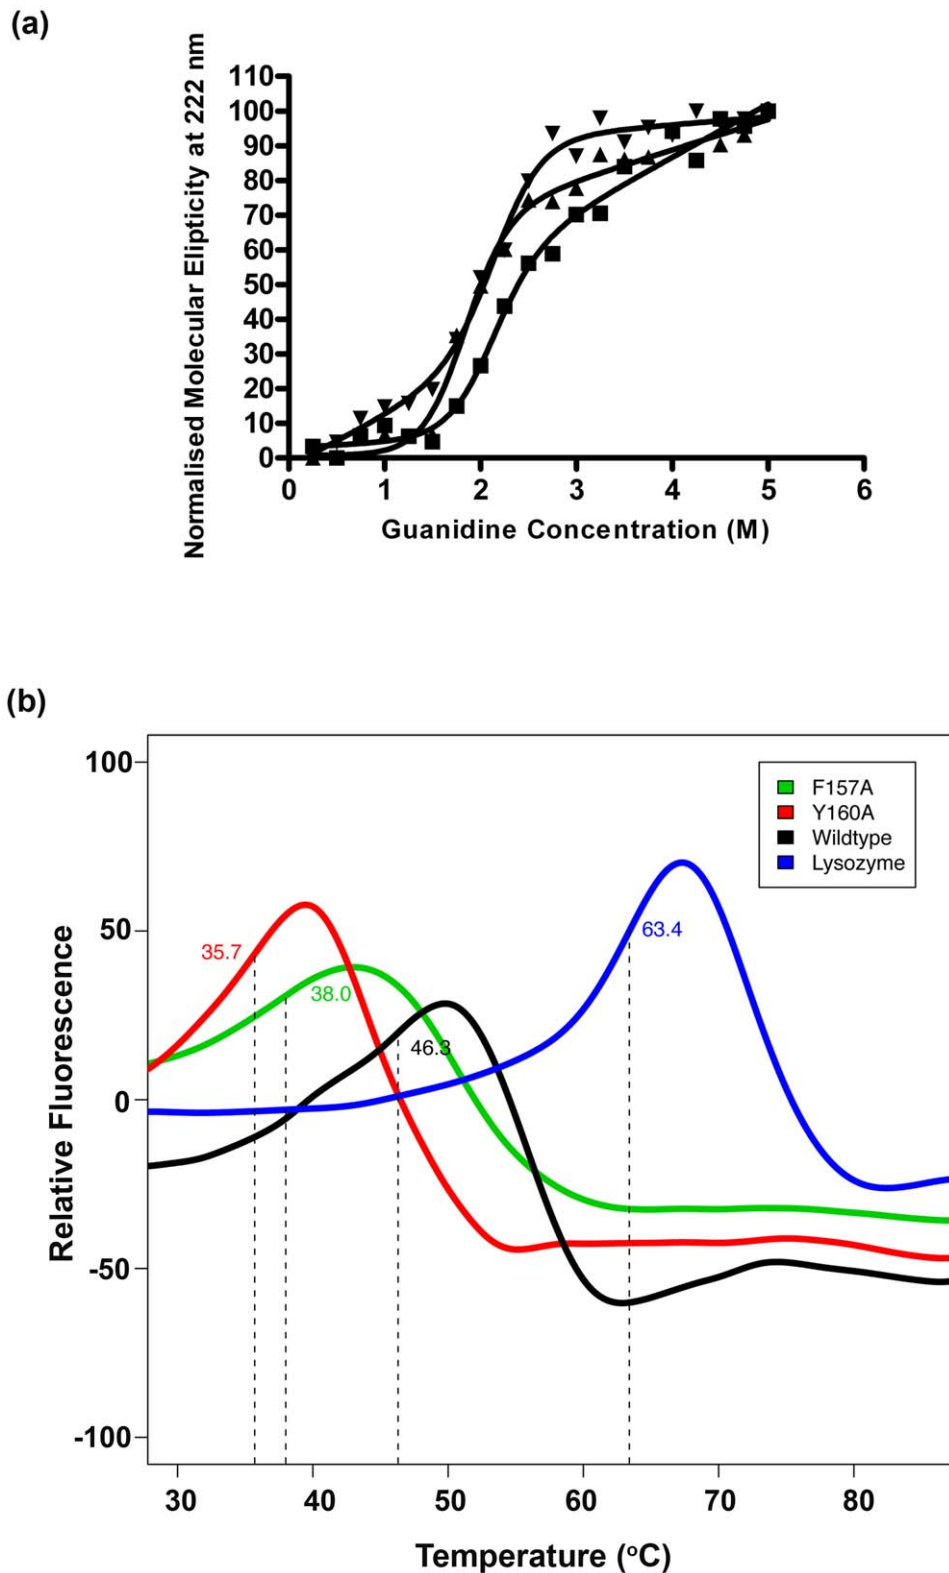 (a)
Normalised Molecular Elipticity at 222 nm
110
100
90
80
70
60
50
40
30
20
10
0
0 1 2 3 4 5 6
Guanidine Concentration (M)
(b)
Relative Fluorescence
100
50
0
-50
-100
F157A
Y160A
Wildtype
Lysozyme
35.7
38.0
46.3
63.4
30 40 50 60 70 80
Temperature (°C)